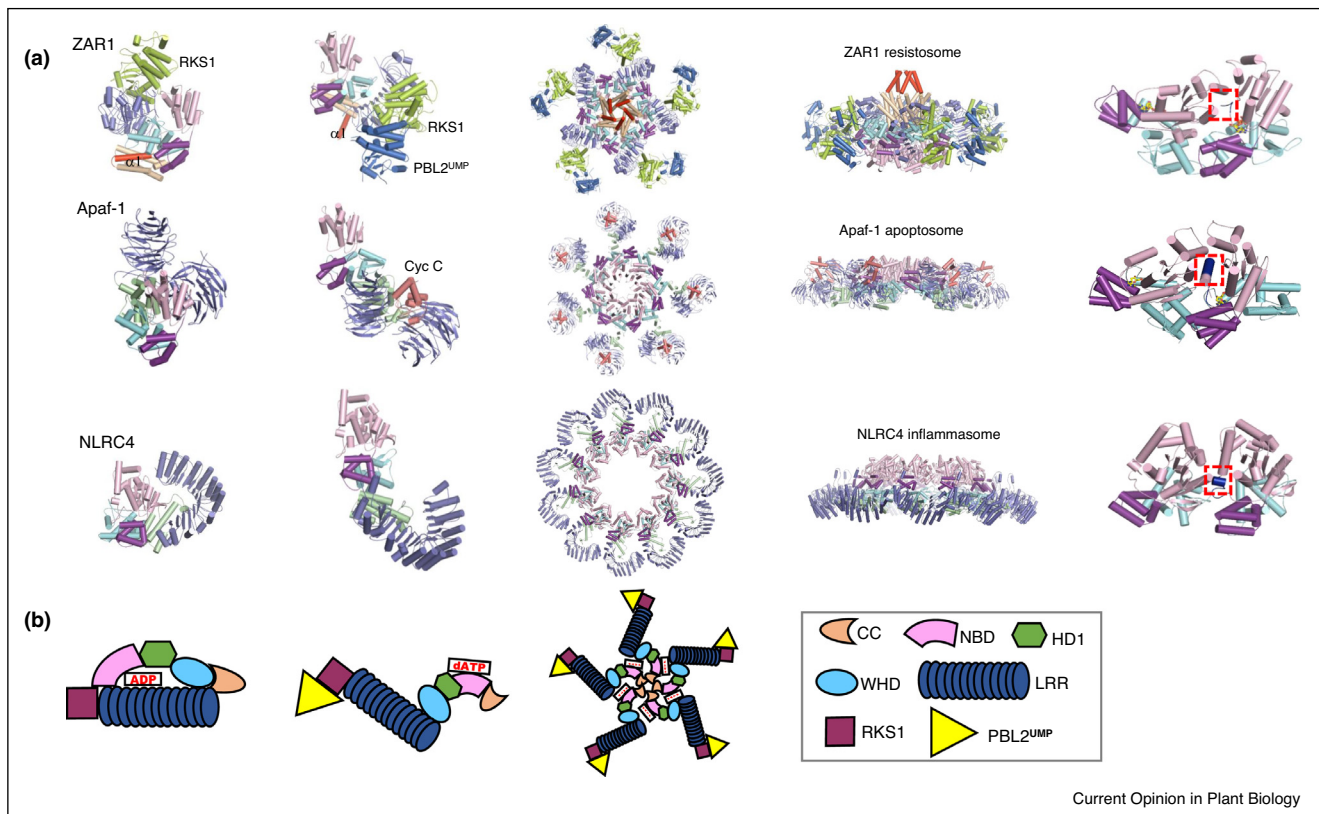 (a)
ZAR1
RKS1
α1
RKS1
α1
PBL2UMP
ZAR1 resistosome
Apaf-1
Cyc C
Apaf-1 apoptosome
NLRC4
NLRC4 inflammasome
(b)
ADP
dATP
CC
NBD
HD1
WHD
LRR
RKS1
PBL2UMP
Current Opinion in Plant Biology